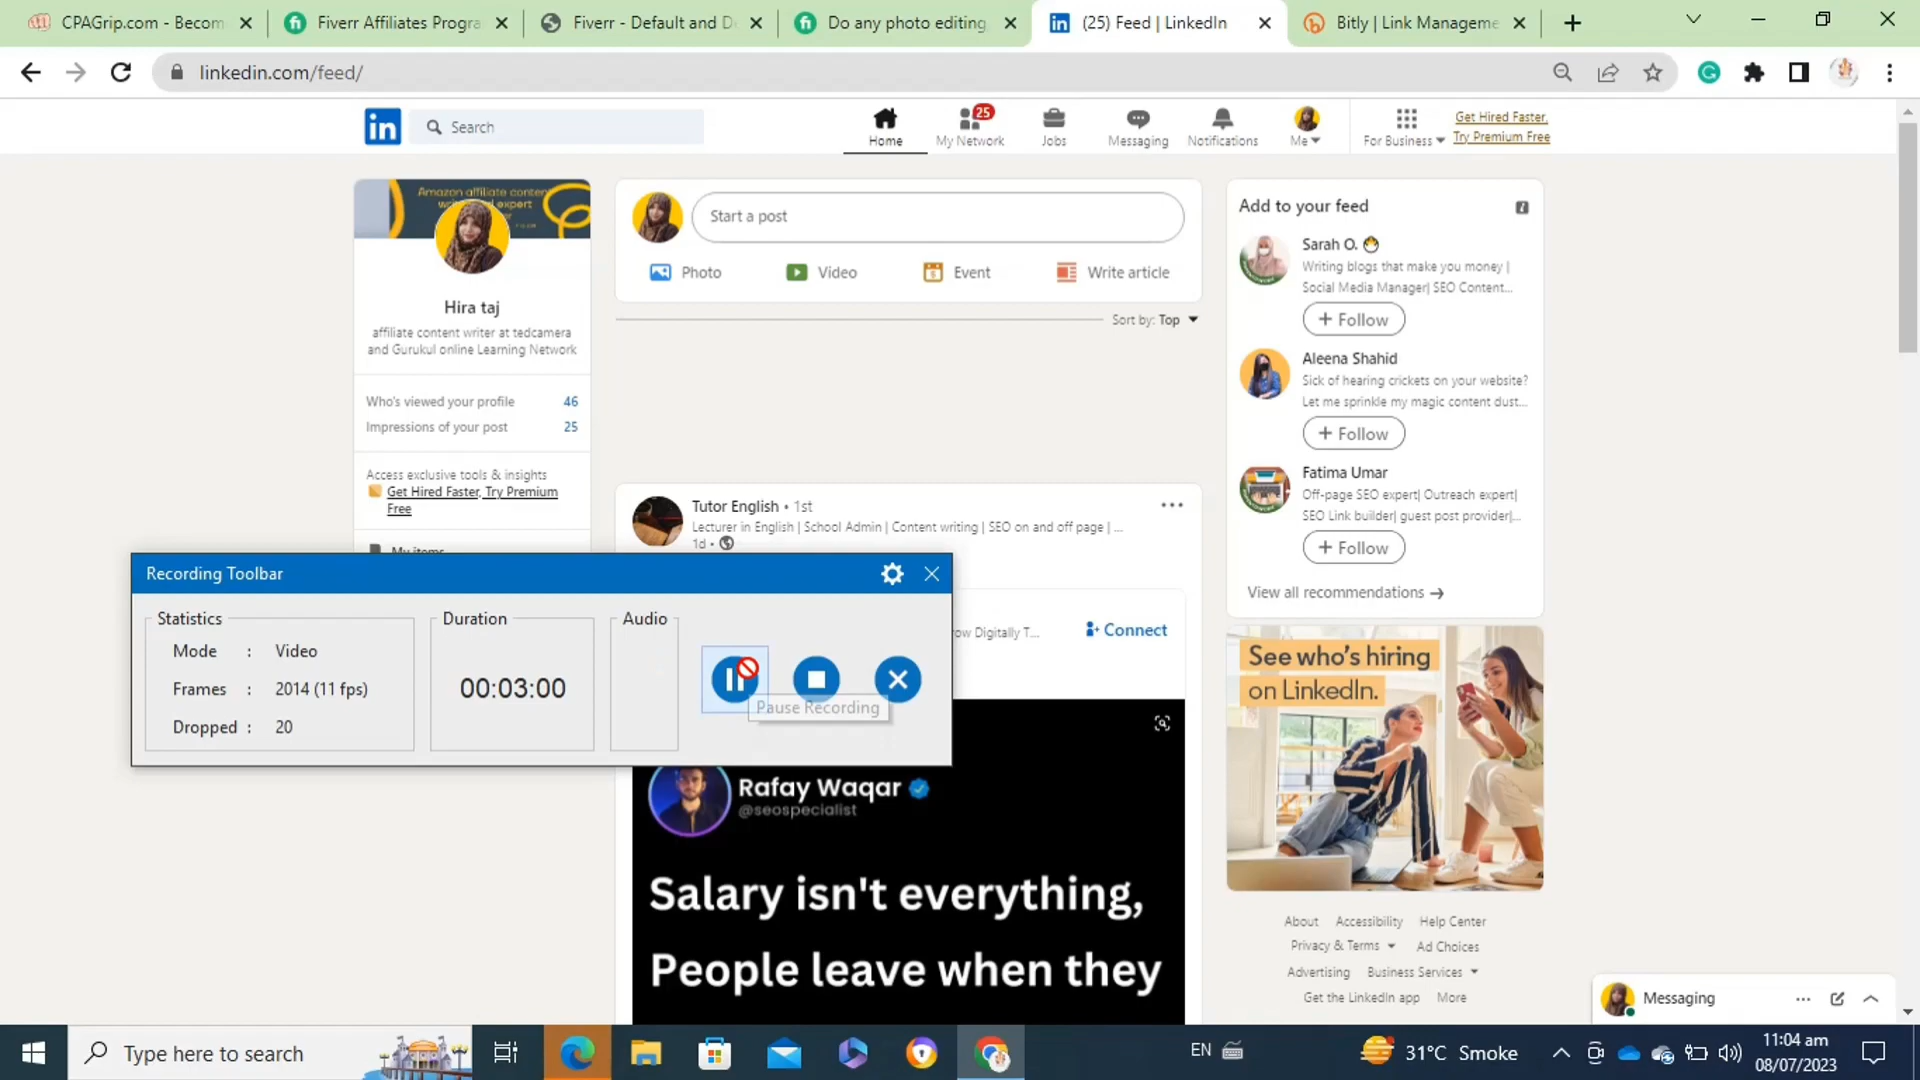 CPAGrip.com - Becom
Fiverr Affiliates Progra
Fiverr - Default and D
Do any photo editing,
(25) Feed | LinkedIn
Bitly | Link Manageme
linkedin.com/feed/
Search
Home
25
My Network
Jobs
Messaging
Notifications
Me
For Business
Get Hired Faster,
Try Premium Free
Amazon affiliate content
expert
Hira taj
affiliate content writer at tedcamera
and Gurukul online Learning Network
Who's viewed your profile 46
Impressions of your post 25
Access exclusive tools & insights
Get Hired Faster, Try Premium
Free
My items
Start a post
Photo
Video
Event
Write article
Sort by: Top
Tutor English • 1st
Lecturer in English | School Admin | Content writing | SEO on and off page | ...
1d •
ow Digitally T...
Connect
Rafay Waqar
@seospecialist
Salary isn't everything,
People leave when they
Add to your feed
Sarah O.
Writing blogs that make you money |
Social Media Manager| SEO Content...
+ Follow
Aleena Shahid
Sick of hearing crickets on your website?
Let me sprinkle my magic content dust...
+ Follow
Fatima Umar
Off-page SEO expert| Outreach expert|
SEO Link builder| guest post provider|...
+ Follow
View all recommendations →
See who's hiring
on LinkedIn.
About Accessibility Help Center
Privacy & Terms Ad Choices
Advertising Business Services
Get the LinkedIn app More
Messaging
Recording Toolbar
Statistics
Mode : Video
Frames : 2014 (11 fps)
Dropped : 20
Duration
00:03:00
Audio
Pause Recording
Type here to search
EN
31°C Smoke
11:04 am
08/07/2023